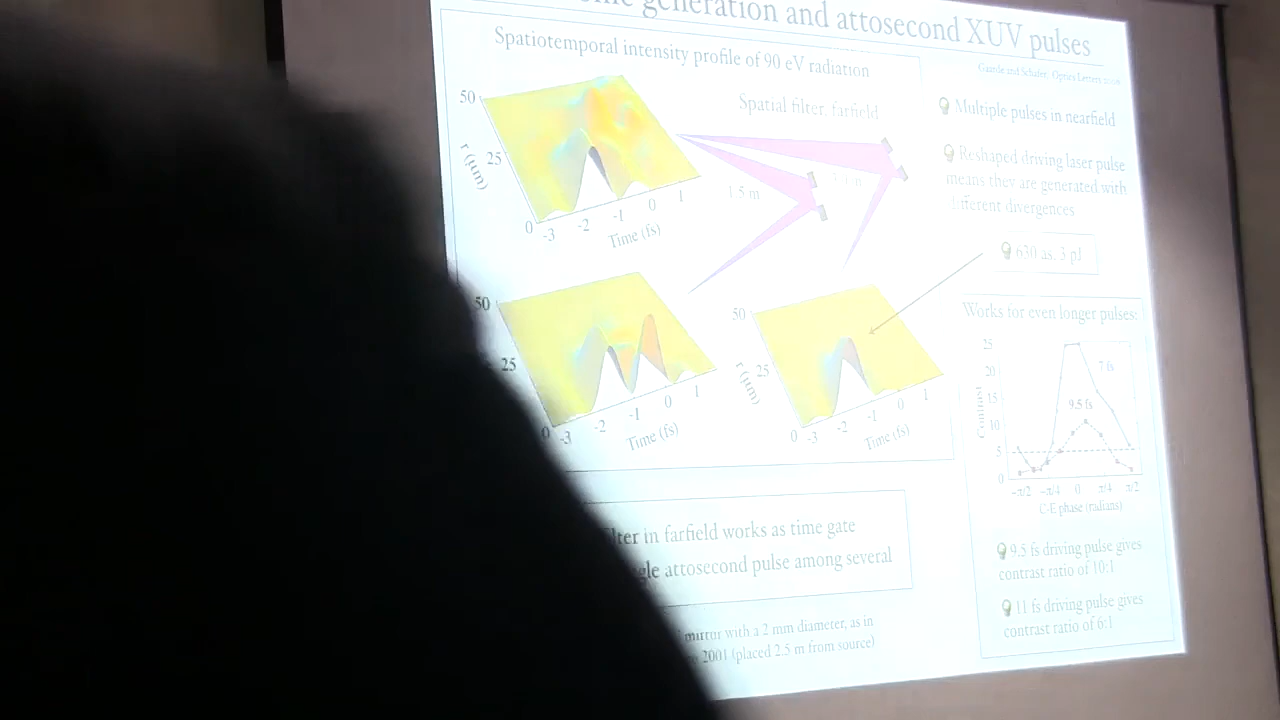 generation and attosecond XUV pulses
Spatiotemporal intensity profile of 90 eV radiation
Gaarde and Schafer, Optics Letters
Spatial filter, farfield
Multiple pulses in nearfield
Reshaped driving laser pulse
means they are generated with
different divergences
630 as, 3 pJ
50
25
0
r (μm)
-3 -2 -1 0 1
Time (fs)
1.5 m
50
25
0
-3 -2 -1 0 1
Time (fs)
50
25
0
r (μm)
-3 -2 -1 0 1
Time (fs)
Works for even longer pulses:
25
20
15
10
5
0
7 fs
9.5 fs
-π/2 -π/4 0 π/4 π/2
C-E phase (radians)
9.5 fs driving pulse gives
contrast ratio of 10:1
11 fs driving pulse gives
contrast ratio of 6:1
in farfield works as time gate
attosecond pulse among several
mirror with a 2 mm diameter, as in
2001 (placed 2.5 m from source)